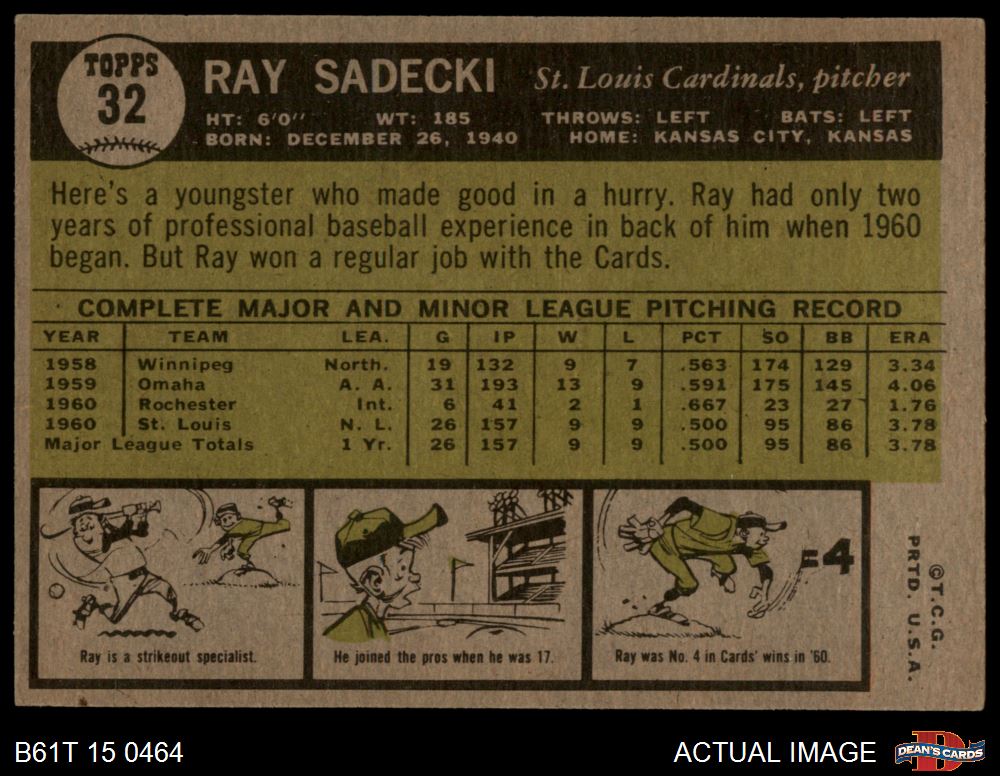 TOPPS
32
RAY SADECKI St. Louis Cardinals, pitcher
HT: 6'0" WT: 185 THROWS: LEFT BATS: LEFT
BORN: DECEMBER 26, 1940 HOME: KANSAS CITY, KANSAS
Here's a youngster who made good in a hurry. Ray had only two
years of professional baseball experience in back of him when 1960
began. But Ray won a regular job with the Cards.
COMPLETE MAJOR AND MINOR LEAGUE PITCHING RECORD
YEAR TEAM LEA. G IP W L PCT SO BB ERA
1958 Winnipeg North. 19 132 9 7 .563 174 129 3.34
1959 Omaha A. A. 31 193 13 9 .591 175 145 4.06
1960 Rochester Int. 6 41 2 1 .667 23 27 1.76
1960 St. Louis N. L. 26 157 9 9 .500 95 86 3.78
Major League Totals 1 Yr. 26 157 9 9 .500 95 86 3.78
=4
Ray is a strikeout specialist.
He joined the pros when he was 17.
Ray was No. 4 in Cards' wins in '60.
©T.C.G.
PRTD. U.S.A.
B61T 15 0464
ACTUAL IMAGE
DEAN'S CARDS